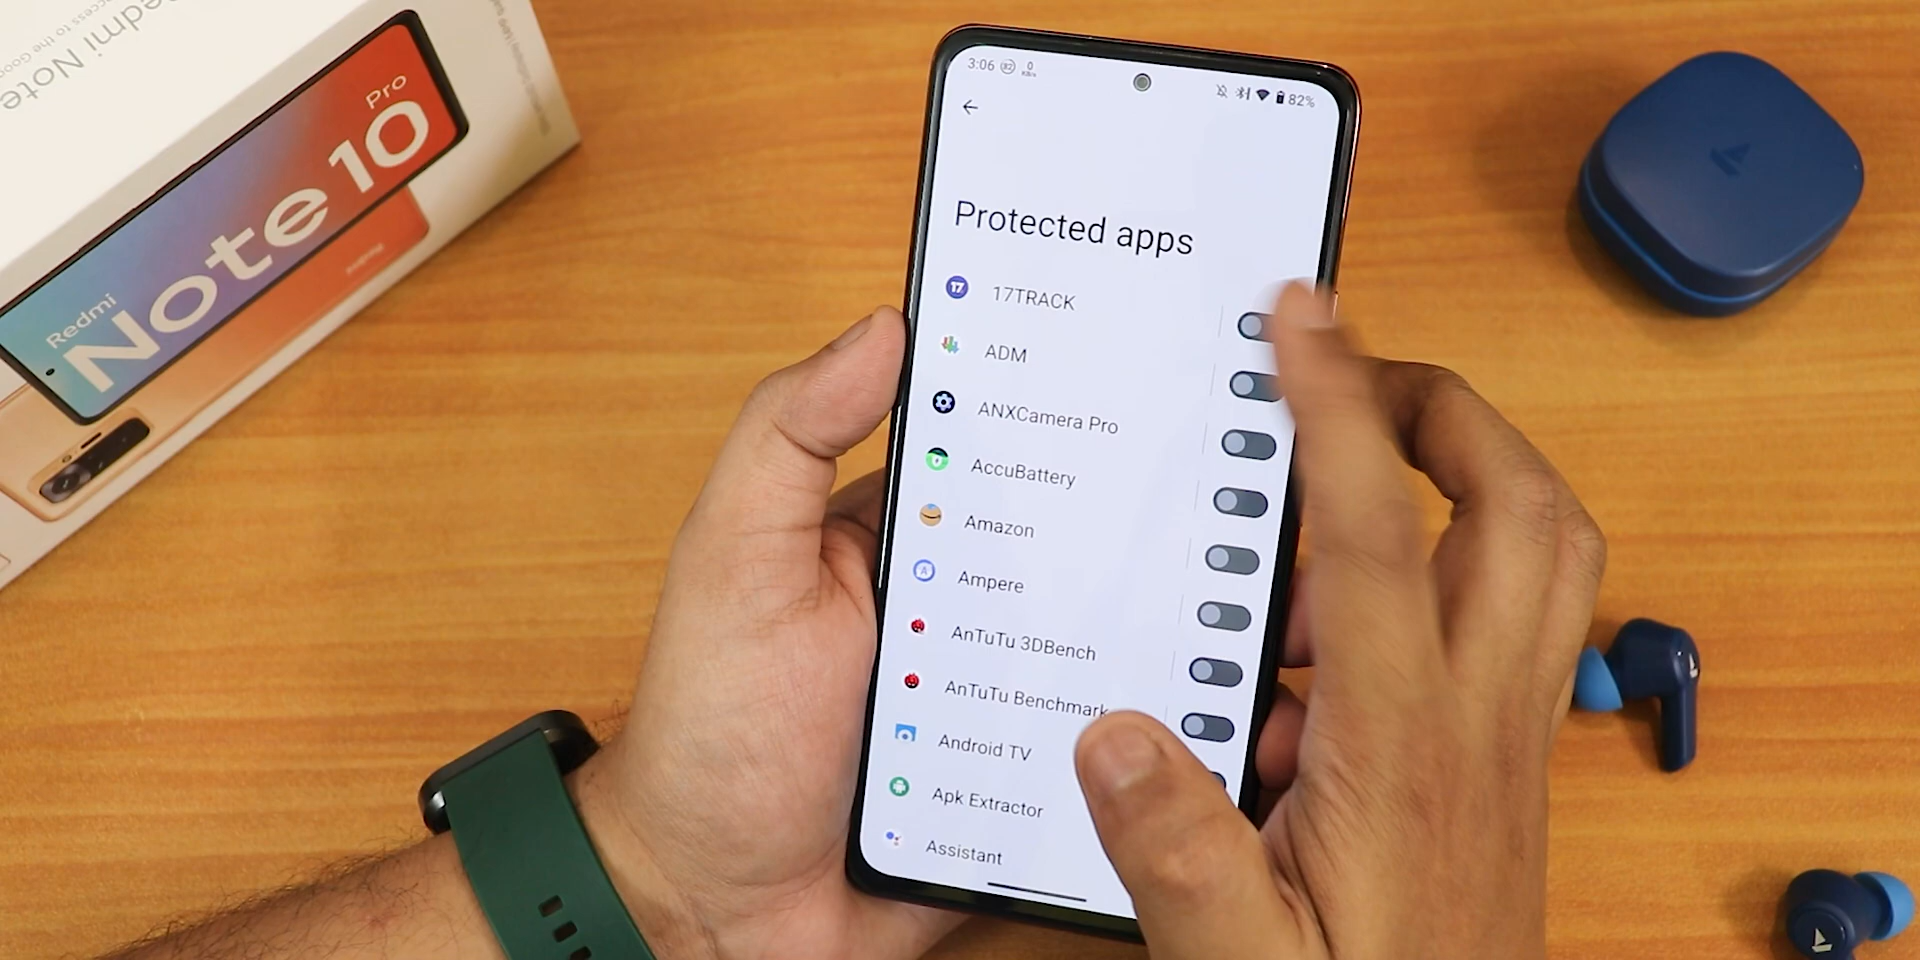 Redmi Note
Redmi
Note 10
Pro
3:06
82%
Protected apps
17
17TRACK
ADM
ANXCamera Pro
AccuBattery
Amazon
A
Ampere
AnTuTu 3DBench
AnTuTu Benchmark
Android TV
Apk Extractor
Assistant